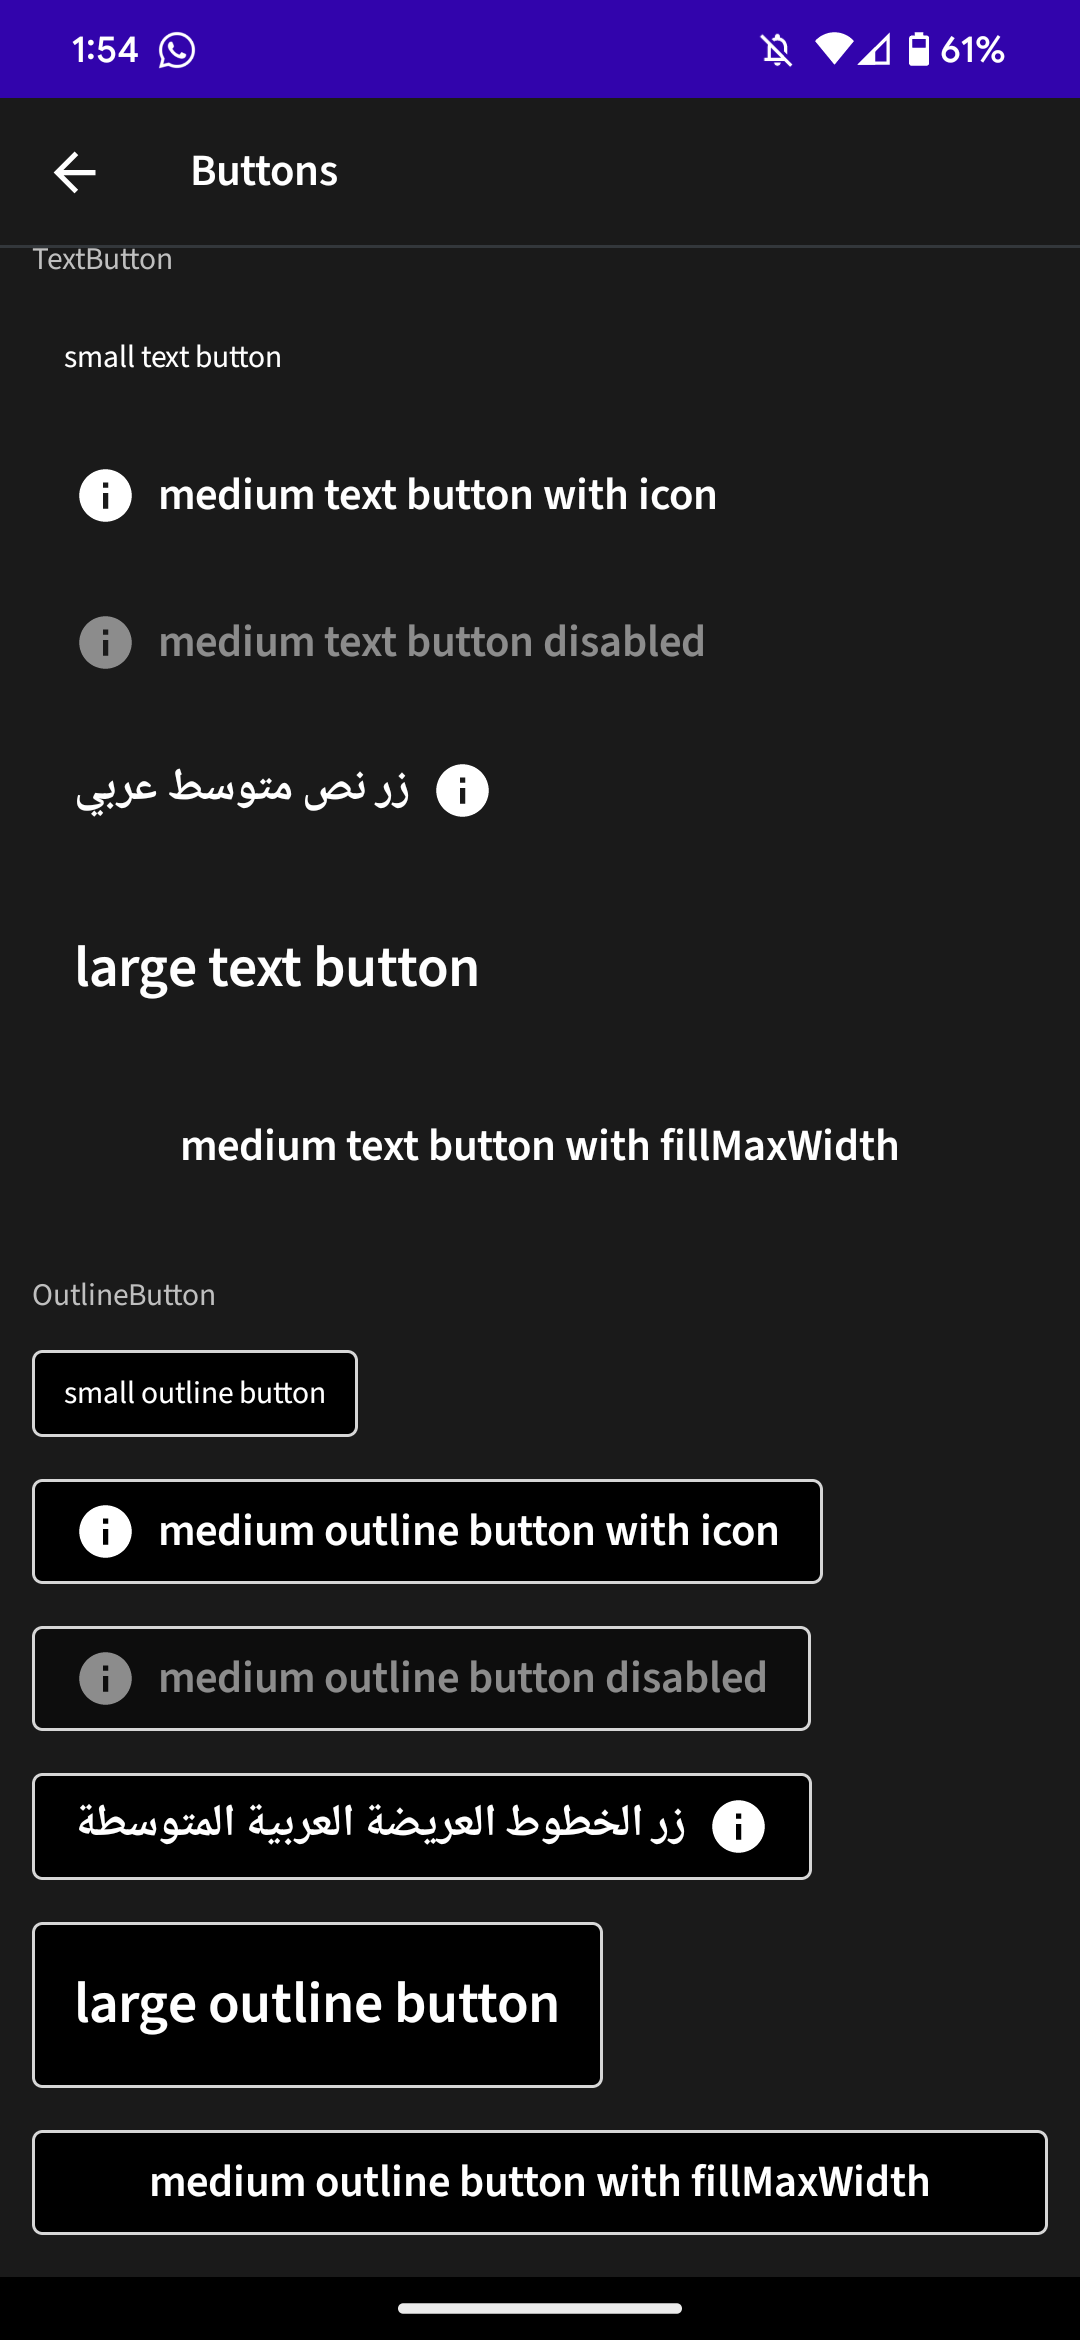 1:54
61%
Buttons
TextButton
small text button
medium text button with icon
medium text button disabled
زر نص متوسط عربي
large text button
medium text button with fillMaxWidth
OutlineButton
small outline button
medium outline button with icon
medium outline button disabled
زر الخطوط العريضة العربية المتوسطة
large outline button
medium outline button with fillMaxWidth